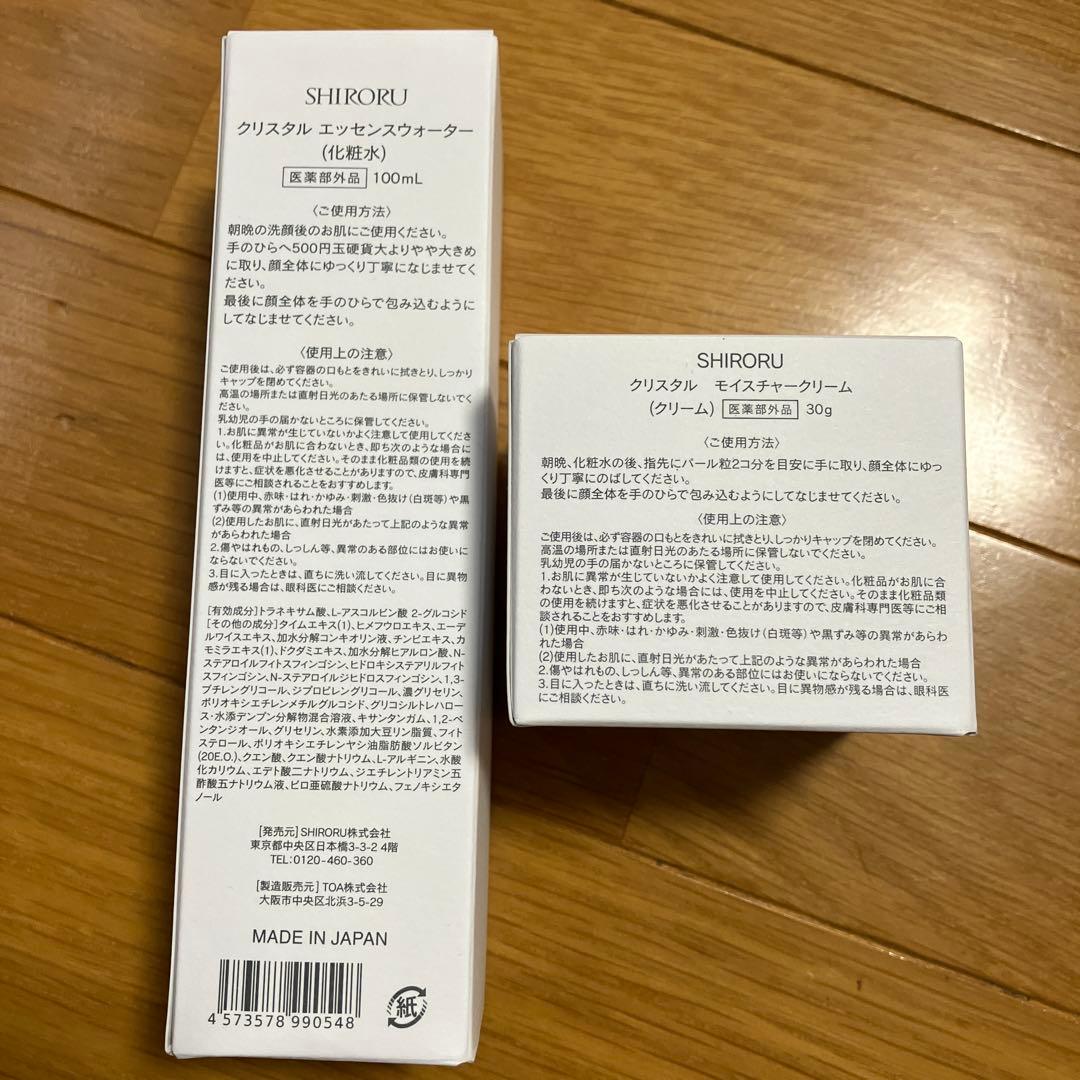 SHIRORU
クリスタル エッセンスウォーター
(化粧水)
医薬部外品 100mL
〈ご使用方法〉
朝晩の洗顔後のお肌にご使用ください。
手のひらへ500円玉硬貨大よりやや大きめ
に取り、顔全体にゆっくり丁寧になじませてく
ださい。
最後に顔全体を手のひらで包み込むように
してなじませてください。
〈使用上の注意〉
ご使用後は、必ず容器の口もとをきれいに拭きとり、しっかり
キャップを閉めてください。
高温の場所または直射日光のあたる場所に保管しないでく
ださい。
乳幼児の手の届かないところに保管してください。
1.お肌に異常が生じていないかよく注意して使用してくださ
い。化粧品がお肌に合わないとき、即ち次のような場合に
は、使用を中止してください。そのまま化粧品類の使用を続
けますと、症状を悪化させることがありますので、皮膚科専門
医等にご相談されることをおすすめします。
(1)使用中、赤味・はれ・かゆみ・刺激・色抜け(白斑等)や黒
ずみ等の異常があらわれた場合
(2)使用したお肌に、直射日光があたって上記のような異常
があらわれた場合
2.傷やはれもの、しっしん等、異常のある部位にはお使いに
ならないでください。
3.目に入ったときは、直ちに洗い流してください。目に異物
感が残る場合は、眼科医にご相談ください。
[有効成分]トラネキサム酸、L-アスコルビン酸 2-グルコシド
[その他の成分]タイムエキス(1)、ヒメフウロエキス、エーデ
ルワイスエキス、加水分解コンキオリン液、チンピエキス、カ
モミラエキス(1)、ドクダミエキス、加水分解ヒアルロン酸、N-
ステアロイルフィトスフィンゴシン、ヒドロキシステアリルフィト
スフィンゴシン、N-ステアロイルジヒドロスフィンゴシン、1,3-
ブチレングリコール、ジプロピレングリコール、濃グリセリン、
ポリオキシエチレンメチルグルコシド、グリコシルトレハロー
ス・水添デンプン分解物混合溶液、キサンタンガム、1,2-ペ
ンタンジオール、グリセリン、水素添加大豆リン脂質、フィト
ステロール、ポリオキシエチレンヤシ油脂肪酸ソルビタン
(20E.O.)、クエン酸、クエン酸ナトリウム、L-アルギニン、水酸
化カリウム、エデト酸二ナトリウム、ジエチレントリアミン五
酢酸五ナトリウム液、ピロ亜硫酸ナトリウム、フェノキシエタ
ノール
[発売元]SHIRORU株式会社
東京都中央区日本橋3-3-2 4階
TEL:0120-460-360
[製造販売元]TOA株式会社
大阪市中央区北浜3-5-29
MADE IN JAPAN
4 573578 990548
紙
SHIRORU
クリスタル モイスチャークリーム
(クリーム) 医薬部外品 30g
〈ご使用方法〉
朝晩、化粧水の後、指先にパール粒2コ分を目安に手に取り、顔全体にゆっ
くり丁寧にのばしてください。
最後に顔全体を手のひらで包み込むようにしてなじませてください。
〈使用上の注意〉
ご使用後は、必ず容器の口もとをきれいに拭きとり、しっかりキャップを閉めてください。
高温の場所または直射日光のあたる場所に保管しないでください。
乳幼児の手の届かないところに保管してください。
1.お肌に異常が生じていないかよく注意して使用してください。化粧品がお肌に合
わないとき、即ち次のような場合には、使用を中止してください。そのまま化粧品類
の使用を続けますと、症状を悪化させることがありますので、皮膚科専門医等にご相
談されることをおすすめします。
(1)使用中、赤味・はれ・かゆみ・刺激・色抜け(白斑等)や黒ずみ等の異常があらわ
れた場合
(2)使用したお肌に、直射日光があたって上記のような異常があらわれた場合
2.傷やはれもの、しっしん等、異常のある部位にはお使いにならないでください。
3.目に入ったときは、直ちに洗い流してください。目に異物感が残る場合は、眼科医
にご相談ください。